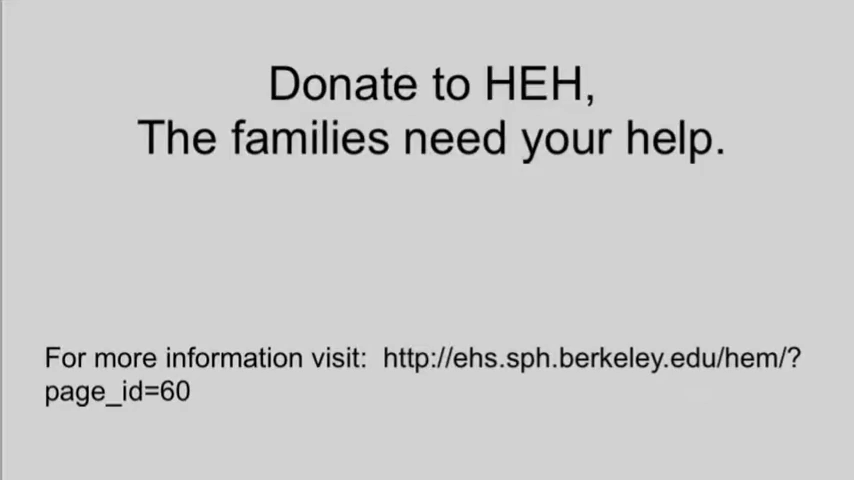 Donate to HEH,
The families need your help.
For more information visit:  http://ehs.sph.berkeley.edu/hem/?
page_id=60